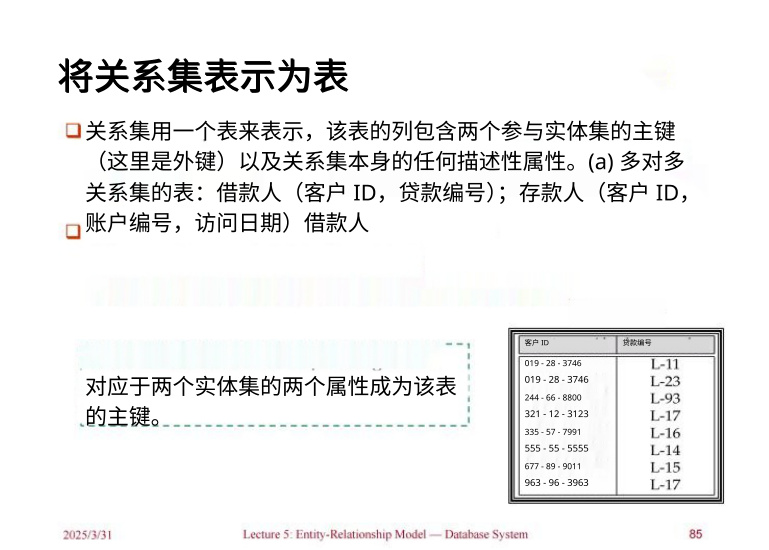 将关系集表示为表
关系集用一个表来表示，该表的列包含两个参与实体集的主键
（这里是外键）以及关系集本身的任何描述性属性。(a) 多对多
关系集的表：借款人（客户 ID，贷款编号）；存款人（客户 ID，
账户编号，访问日期）借款人
对应于两个实体集的两个属性成为该表
的主键。
客户 ID 贷款编号
019 - 28 - 3746 L-11
019 - 28 - 3746 L-23
244 - 66 - 8800 L-93
321 - 12 - 3123 L-17
335 - 57 - 7991 L-16
555 - 55 - 5555 L-14
677 - 89 - 9011 L-15
963 - 96 - 3963 L-17
2025/3/31 Lecture 5: Entity-Relationship Model — Database System 85